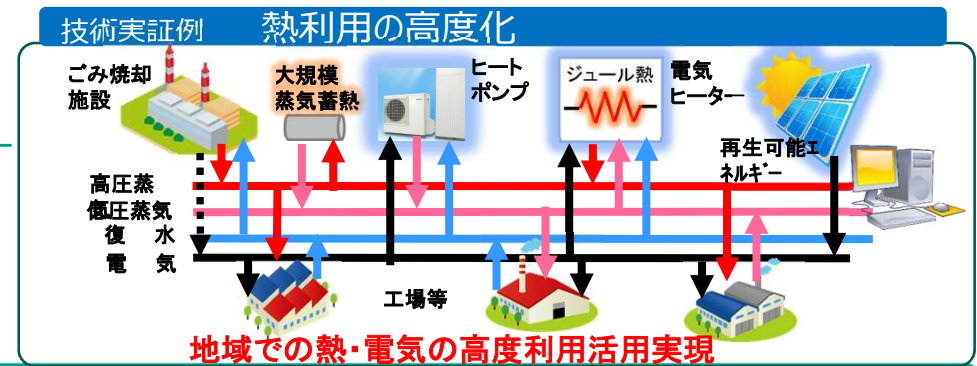 技術実証例 熱利用の高度化
ごみ焼却
施設
大規模
蒸気蓄熱
ヒート
ポンプ
ジュール熱
電気
ヒーター
再生可能エ
ネルギー
高圧蒸
低圧蒸気
復 水
電 気
工場等
地域での熱・電気の高度利用活用実現